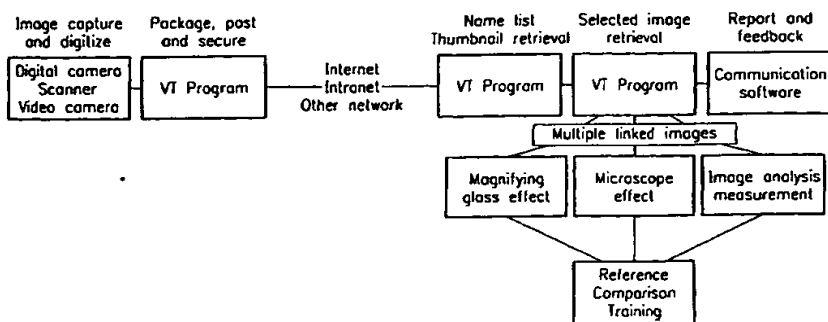 Image capture
and digitize
Package, post
and secure
Name list
Thumbnail retrieval
Selected image
retrieval
Report and
feedback
Digital camera
Scanner
Video camera
VT Program
Internet
Intranet
Other network
VT Program
VT Program
Communication
software
Multiple linked images
Magnifying
glass effect
Microscope
effect
Image analysis
measurement
Reference
Comparison
Training